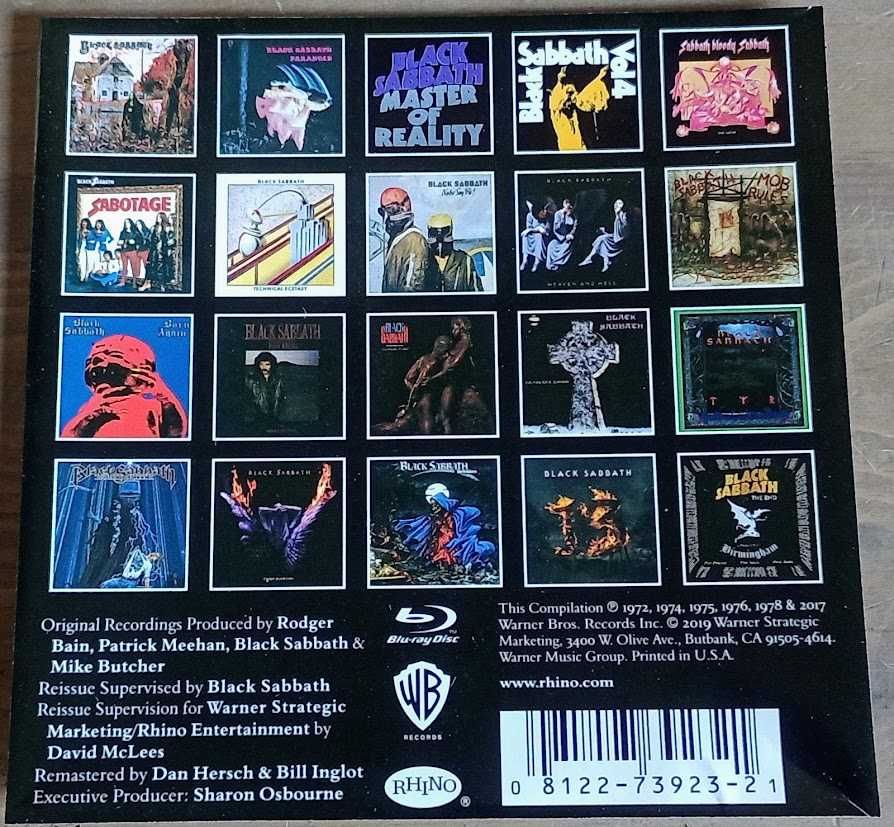 BLACK SABBATH
BLACK SABBATH
PARANOID
BLACK
SABBATH
MASTER
OF
REALITY
Black Sabbath Vol 4
Sabbath bloody Sabbath
BLACK SABBATH
SABOTAGE
BLACK SABBATH
TECHNICAL ECSTASY
BLACK SABBATH
Never Say Die!
BLACK SABBATH
HEAVEN AND HELL
BLACK
SABBATH
MOB
RULES
Black
Sabbath
Born
Again
BLACK SABBATH
BLACK
SABBATH
BLACK
SABBATH
BLACK
SABBATH
T Y R
Black Sabbath
BLACK SABBATH
BLACK SABBATH
BLACK SABBATH
13
BLACK
SABBATH
THE END
Birmingham
Original Recordings Produced by Rodger
Bain, Patrick Meehan, Black Sabbath &
Mike Butcher
Reissue Supervised by Black Sabbath
Reissue Supervision for Warner Strategic
Marketing/Rhino Entertainment by
David McLees
Remastered by Dan Hersch & Bill Inglot
Executive Producer: Sharon Osbourne
Blu-ray Disc™
WB
RECORDS
RHINO®
This Compilation ℗ 1972, 1974, 1975, 1976, 1978 & 2017
Warner Bros. Records Inc. © 2019 Warner Strategic
Marketing, 3400 W. Olive Ave., Butbank, CA 91505-4614.
Warner Music Group. Printed in U.S.A.
www.rhino.com
0 8122-73923-2 1